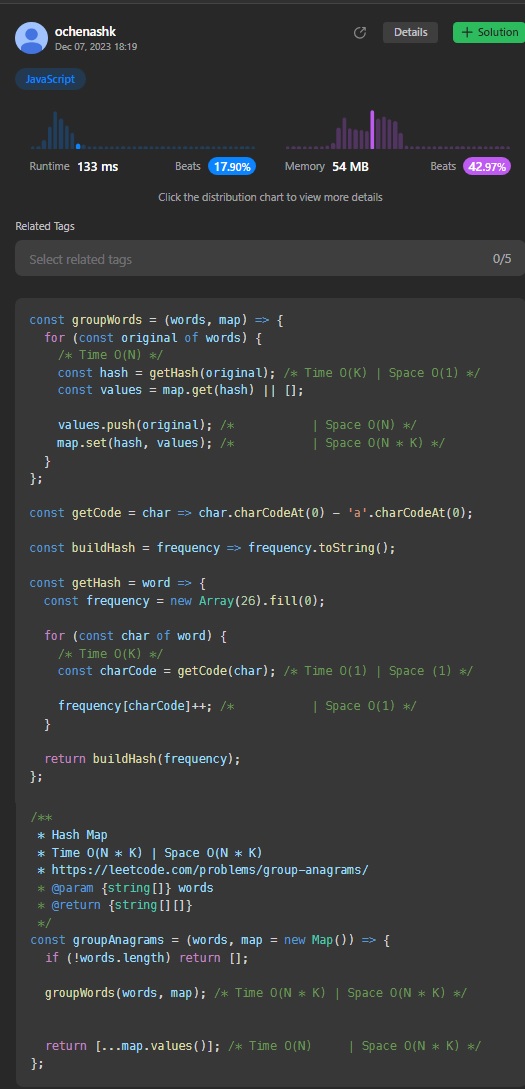 ochenashk
Dec 07, 2023 18:19
Details
+ Solution
JavaScript
Runtime 133 ms Beats 17.90% Memory 54 MB Beats 42.97%
Click the distribution chart to view more details
Related Tags
Select related tags 0/5
const groupWords = (words, map) => {
  for (const original of words) {
    /* Time O(N) */
    const hash = getHash(original); /* Time O(K) | Space O(1) */
    const values = map.get(hash) || [];

    values.push(original); /*           | Space O(N) */
    map.set(hash, values); /*           | Space O(N * K) */
  }
};

const getCode = char => char.charCodeAt(0) - 'a'.charCodeAt(0);

const buildHash = frequency => frequency.toString();

const getHash = word => {
  const frequency = new Array(26).fill(0);

  for (const char of word) {
    /* Time O(K) */
    const charCode = getCode(char); /* Time O(1) | Space (1) */

    frequency[charCode]++; /*           | Space O(1) */
  }

  return buildHash(frequency);
};

/**
 * Hash Map
 * Time O(N * K) | Space O(N * K)
 * https://leetcode.com/problems/group-anagrams/
 * @param {string[]} words
 * @return {string[][]}
 */
const groupAnagrams = (words, map = new Map()) => {
  if (!words.length) return [];

  groupWords(words, map); /* Time O(N * K) | Space O(N * K) */

  return [...map.values()]; /* Time O(N)     | Space O(N * K) */
};